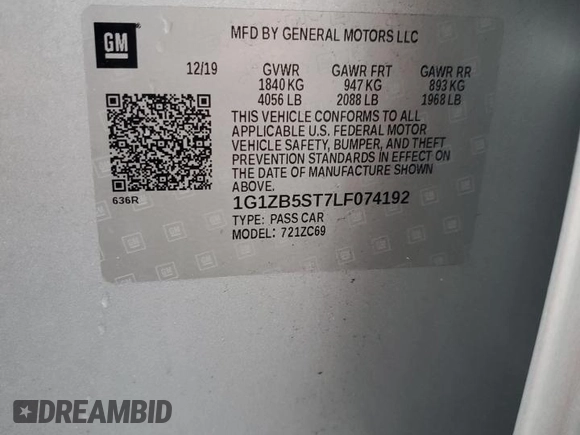 GM
MFD BY GENERAL MOTORS LLC
12/19 GVWR GAWR FRT GAWR RR
1840 KG 947 KG 893 KG
4056 LB 2088 LB 1968 LB
THIS VEHICLE CONFORMS TO ALL
APPLICABLE U.S. FEDERAL MOTOR
VEHICLE SAFETY, BUMPER, AND THEFT
PREVENTION STANDARDS IN EFFECT ON
THE DATE OF MANUFACTURE SHOWN
ABOVE.
636R
1G1ZB5ST7LF074192
TYPE: PASS CAR
MODEL: 721ZC69
DREAMBID